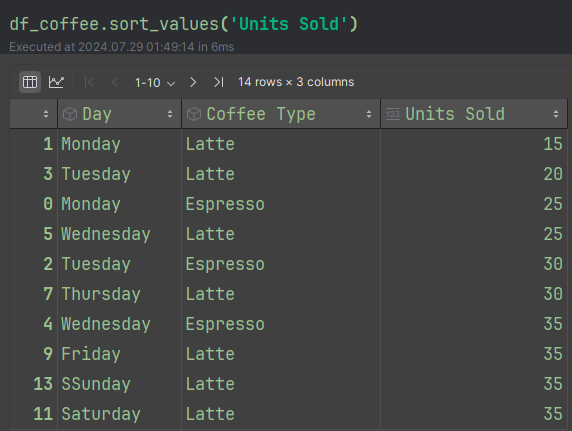 df_coffee.sort_values('Units Sold')
Executed at 2024.07.29 01:49:14 in 6ms
1-10 14 rows × 3 columns
Day Coffee Type 123 Units Sold
1 Monday Latte 15
3 Tuesday Latte 20
0 Monday Espresso 25
5 Wednesday Latte 25
2 Tuesday Espresso 30
7 Thursday Latte 30
4 Wednesday Espresso 35
9 Friday Latte 35
13 SSunday Latte 35
11 Saturday Latte 35